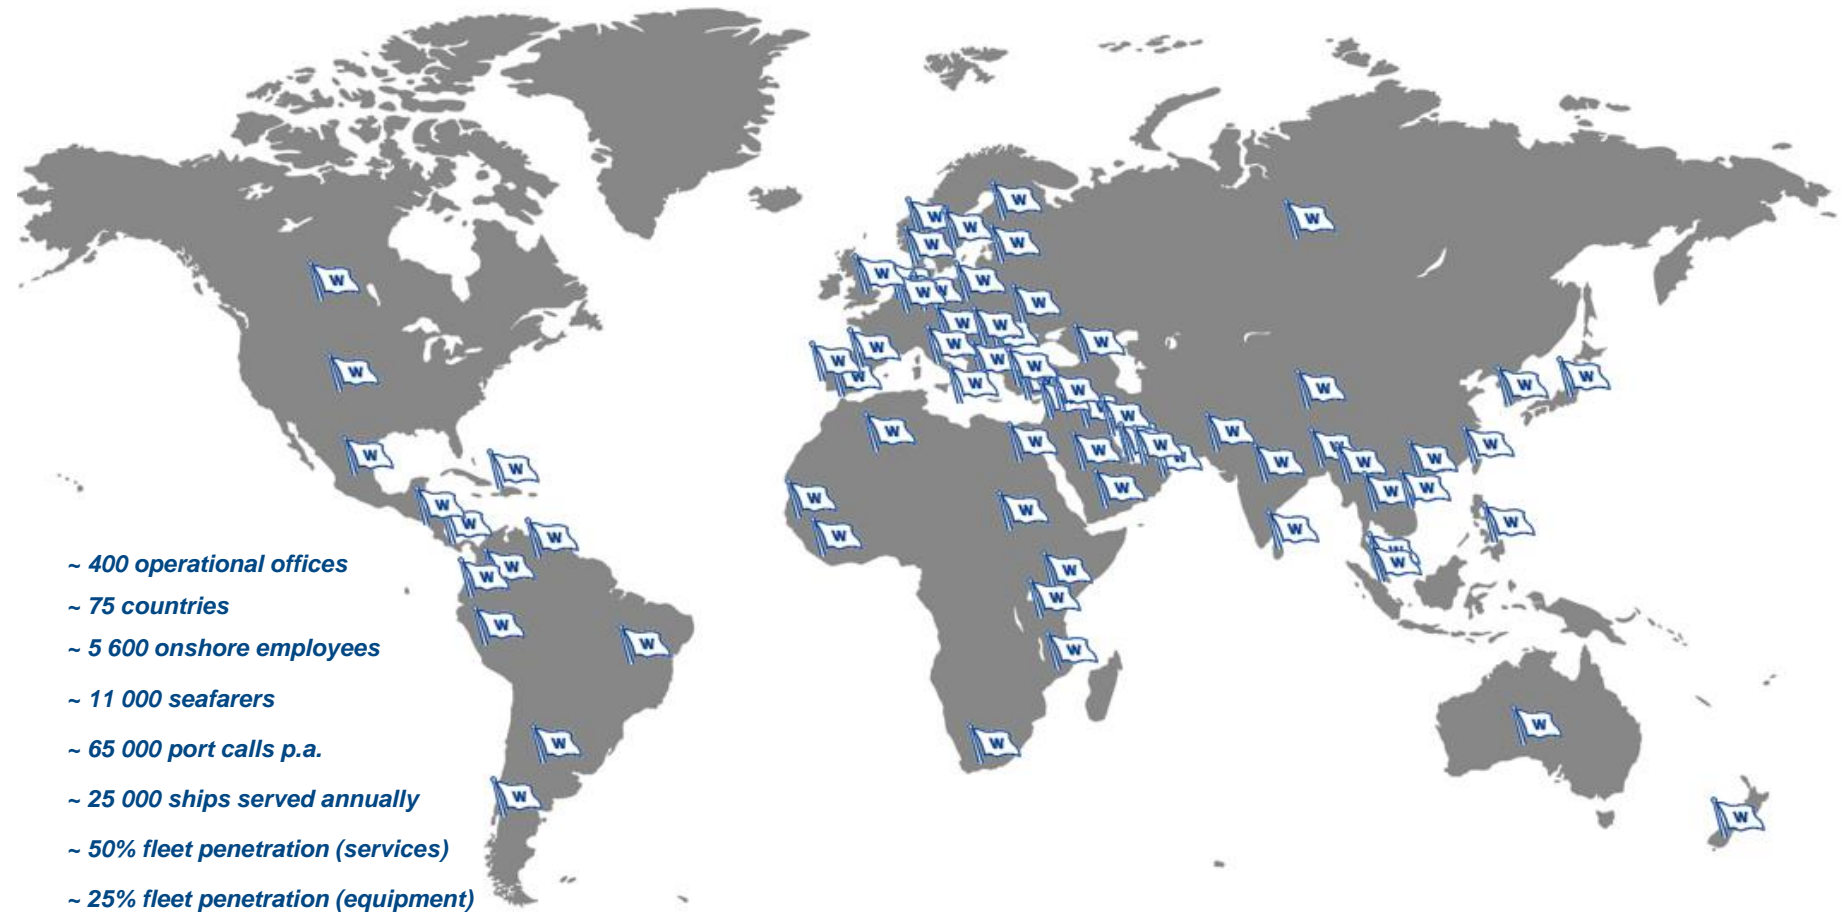 ~ 400 operational offices
~ 75 countries
~ 5 600 onshore employees
~ 11 000 seafarers
~ 65 000 port calls p.a.
~ 25 000 ships served annually
~ 50% fleet penetration (services)
~ 25% fleet penetration (equipment)